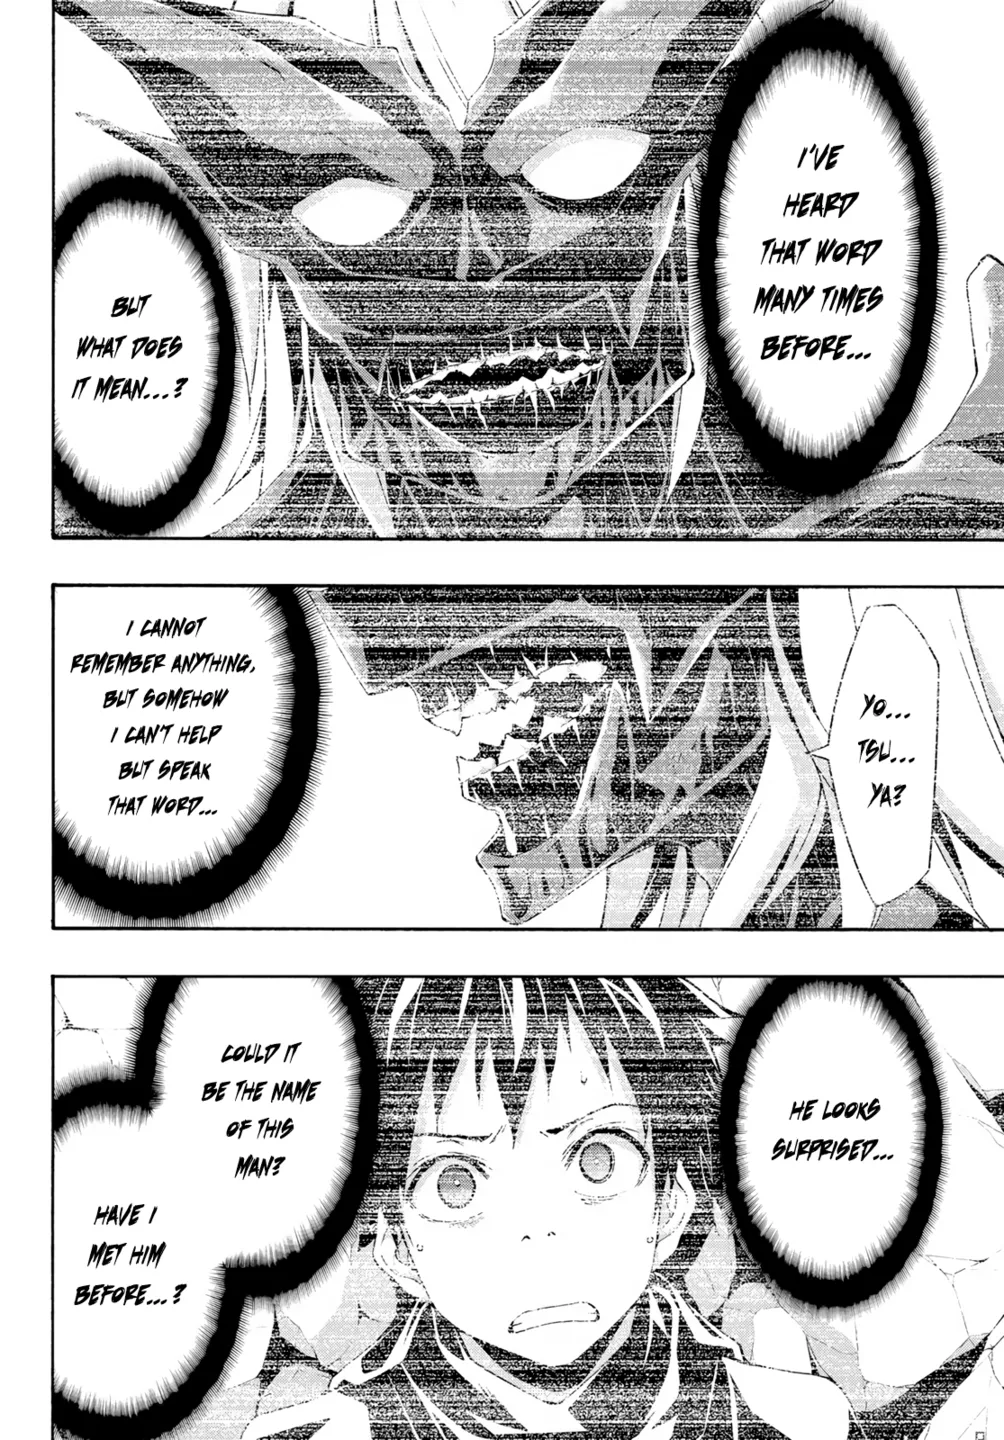 I'VE
HEARD
THAT WORD
MANY TIMES
BEFORE...
BUT
WHAT DOES
IT MEAN...?
YO...
TSU...
YA?
I CANNOT
REMEMBER ANYTHING,
BUT SOMEHOW
I CAN'T HELP
BUT SPEAK
THAT WORD...
HE LOOKS
SURPRISED...
COULD IT
BE THE NAME
OF THIS
MAN?
HAVE I
MET HIM
BEFORE...?